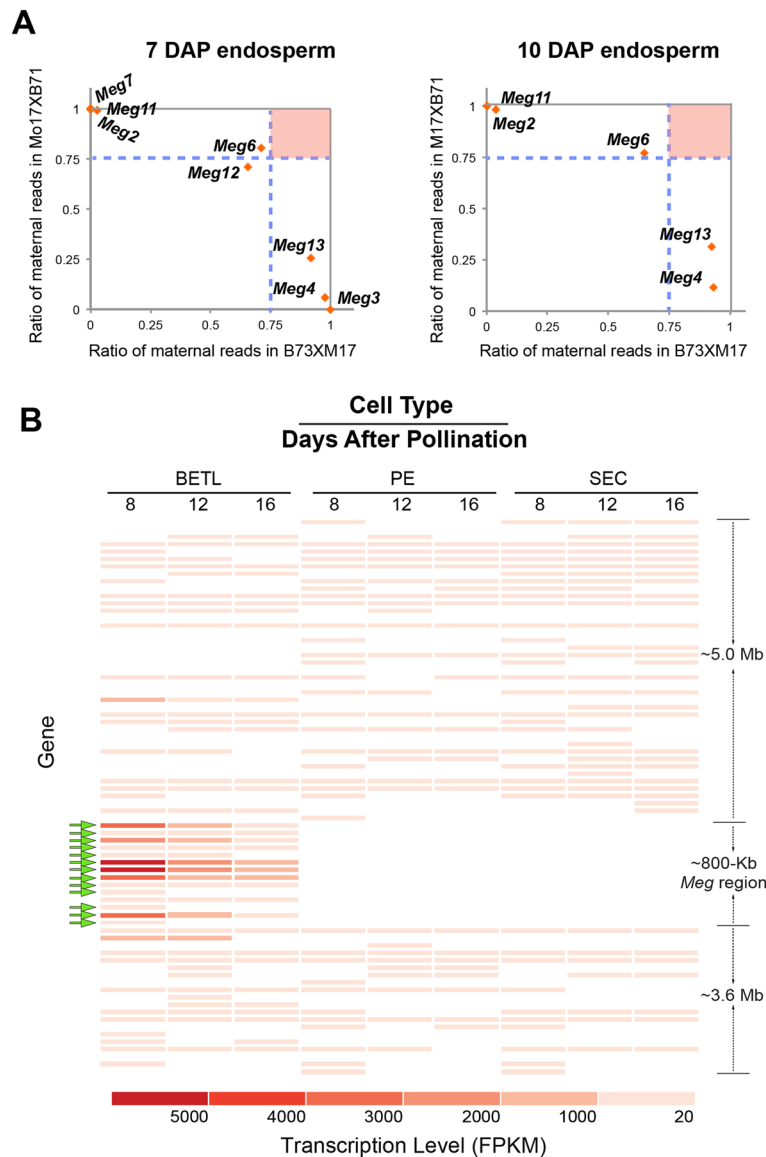 A
7 DAP endosperm
10 DAP endosperm
Ratio of maternal reads in Mo17XB71
1
0.75
0.5
0.25
0
Meg7
Meg11
Meg2
Meg6
Meg12
Meg13
Meg4
Meg3
0
0.25
0.5
0.75
1
Ratio of maternal reads in B73XM17
Ratio of maternal reads in M17XB71
1
0.75
0.5
0.25
0
Meg11
Meg2
Meg6
Meg13
Meg4
0
0.25
0.5
0.75
1
Ratio of maternal reads in B73XM17
B
Cell Type
Days After Pollination
BETL PE SEC
8 12 16 8 12 16 8 12 16
Gene
~5.0 Mb
~800-Kb
Meg region
~3.6 Mb
5000 4000 3000 2000 1000 20
Transcription Level (FPKM)